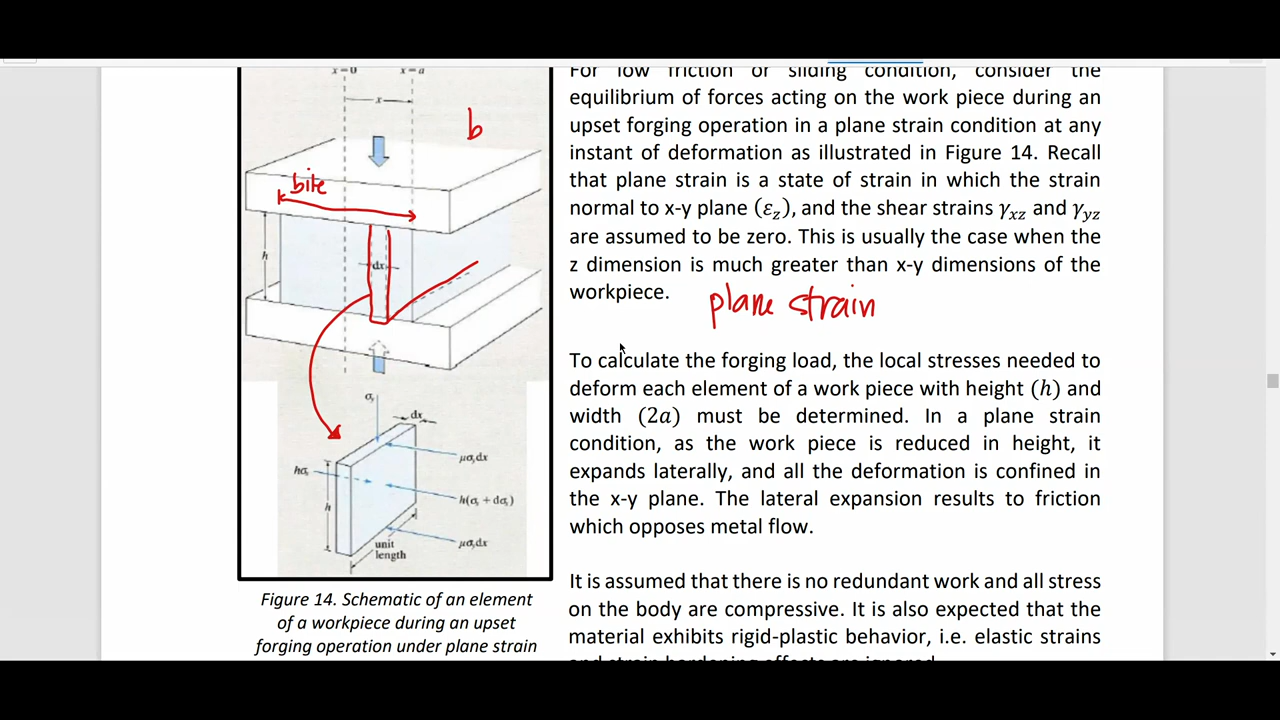 x=0
x=a
x
b
bite
h
dx
σy
dx
μσydx
hσx
h(σx + dσx)
h
μσydx
unit
length
Figure 14. Schematic of an element
of a workpiece during an upset
forging operation under plane strain
For low friction or sliding condition, consider the
equilibrium of forces acting on the work piece during an
upset forging operation in a plane strain condition at any
instant of deformation as illustrated in Figure 14. Recall
that plane strain is a state of strain in which the strain
normal to x-y plane (εz), and the shear strains γxz and γyz
are assumed to be zero. This is usually the case when the
z dimension is much greater than x-y dimensions of the
workpiece.
plane strain
To calculate the forging load, the local stresses needed to
deform each element of a work piece with height (h) and
width (2a) must be determined. In a plane strain
condition, as the work piece is reduced in height, it
expands laterally, and all the deformation is confined in
the x-y plane. The lateral expansion results to friction
which opposes metal flow.
It is assumed that there is no redundant work and all stress
on the body are compressive. It is also expected that the
material exhibits rigid-plastic behavior, i.e. elastic strains
and strain hardening effects are ignored